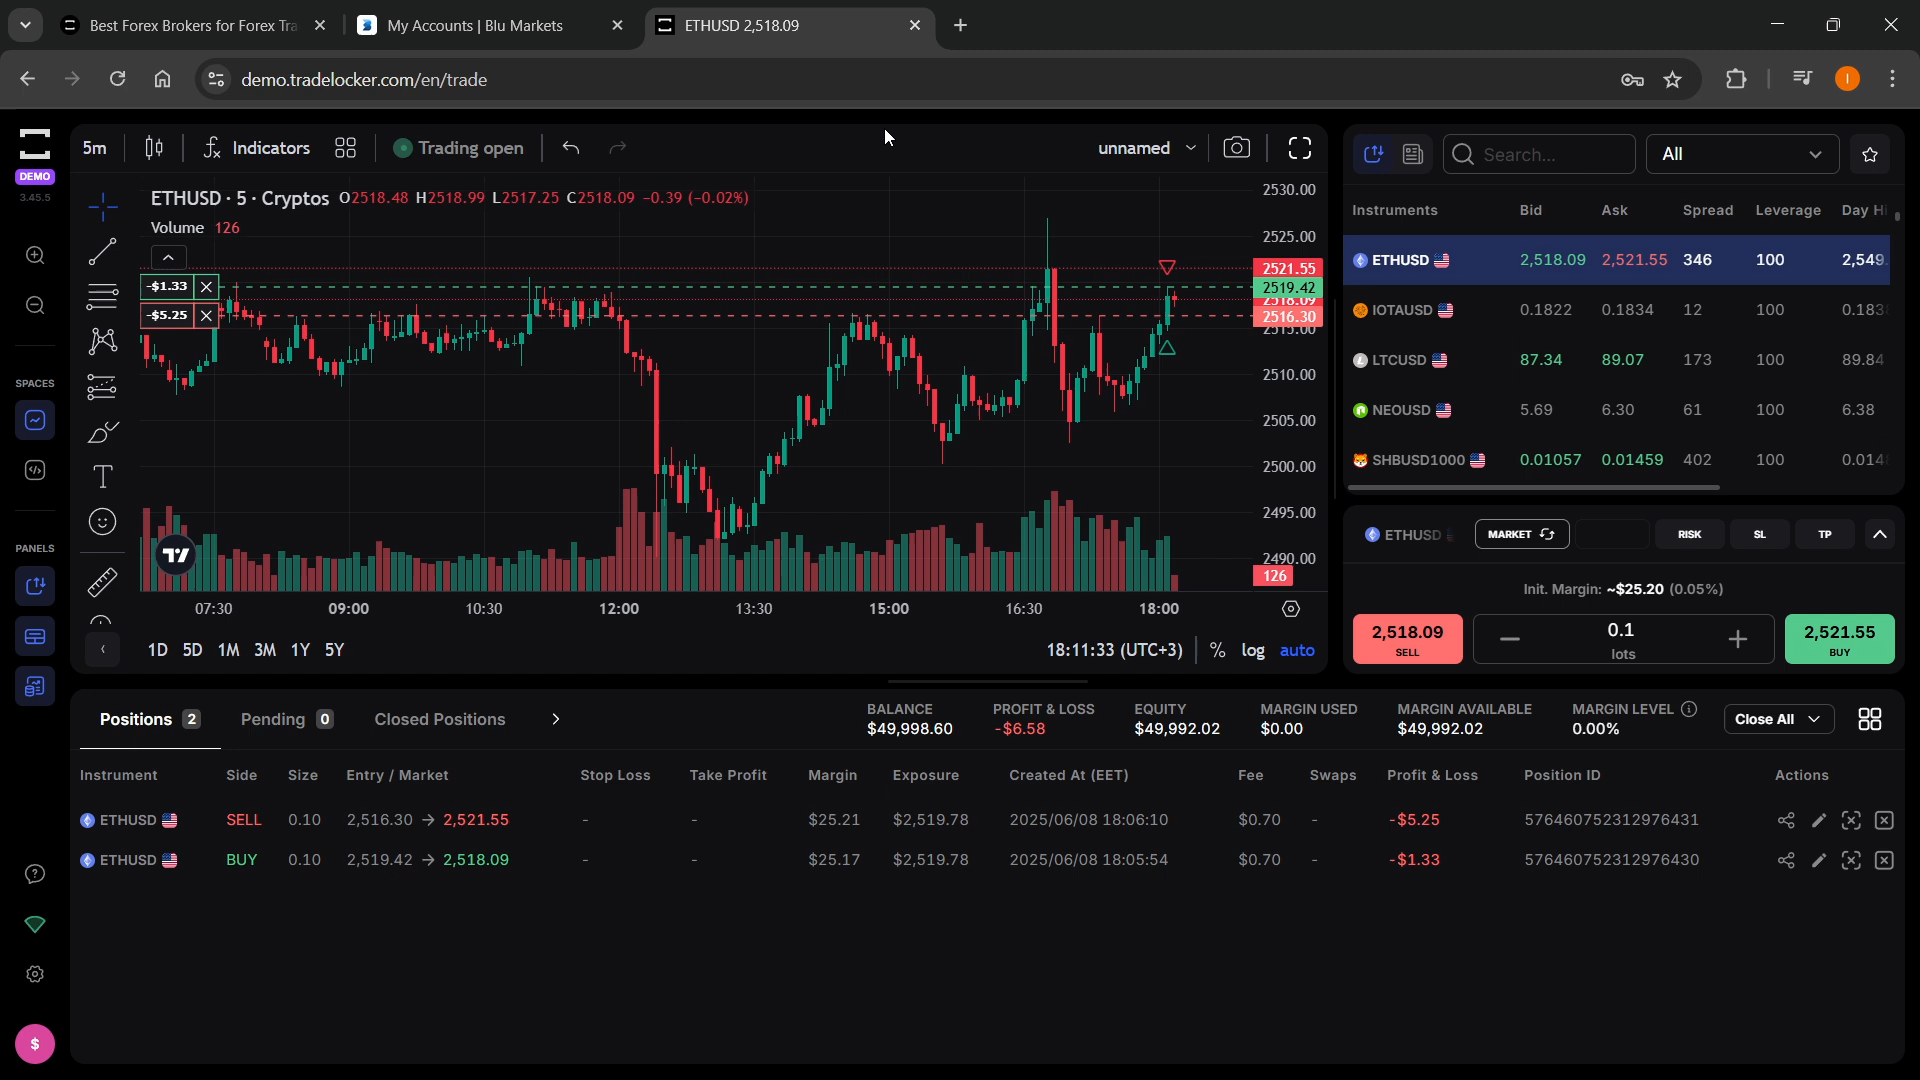 Best Forex Brokers for Forex Tra
My Accounts | Blu Markets
ETHUSD 2,518.09
demo.tradelocker.com/en/trade
I
DEMO
3.45.5
SPACES
PANELS
$
5m
Indicators
Trading open
unnamed
ETHUSD · 5 · Cryptos O2518.48 H2518.99 L2517.25 C2518.09 -0.39 (-0.02%)
Volume 126
-$1.33
-$5.25
2530.00
2525.00
2521.55
2519.42
2518.09
2516.30
2515.00
2510.00
2505.00
2500.00
2495.00
2490.00
126
07:30 09:00 10:30 12:00 13:30 15:00 16:30 18:00
1D 5D 1M 3M 1Y 5Y
18:11:33 (UTC+3) % log auto
Search...
All
Instruments Bid Ask Spread Leverage Day Hi
ETHUSD 2,518.09 2,521.55 346 100 2,549.
IOTAUSD 0.1822 0.1834 12 100 0.183
LTCUSD 87.34 89.07 173 100 89.84
NEOUSD 5.69 6.30 61 100 6.38
SHBUSD1000 0.01057 0.01459 402 100 0.014
ETHUSD MARKET RISK SL TP
Init. Margin: ~$25.20 (0.05%)
2,518.09
SELL
0.1
lots
2,521.55
BUY
Positions 2
Pending 0
Closed Positions
BALANCE
$49,998.60
PROFIT & LOSS
-$6.58
EQUITY
$49,992.02
MARGIN USED
$0.00
MARGIN AVAILABLE
$49,992.02
MARGIN LEVEL
0.00%
Close All
Instrument Side Size Entry / Market Stop Loss Take Profit Margin Exposure Created At (EET) Fee Swaps Profit & Loss Position ID Actions
ETHUSD SELL 0.10 2,516.30 → 2,521.55 - - $25.21 $2,519.78 2025/06/08 18:06:10 $0.70 - -$5.25 576460752312976431
ETHUSD BUY 0.10 2,519.42 → 2,518.09 - - $25.17 $2,519.78 2025/06/08 18:05:54 $0.70 - -$1.33 576460752312976430